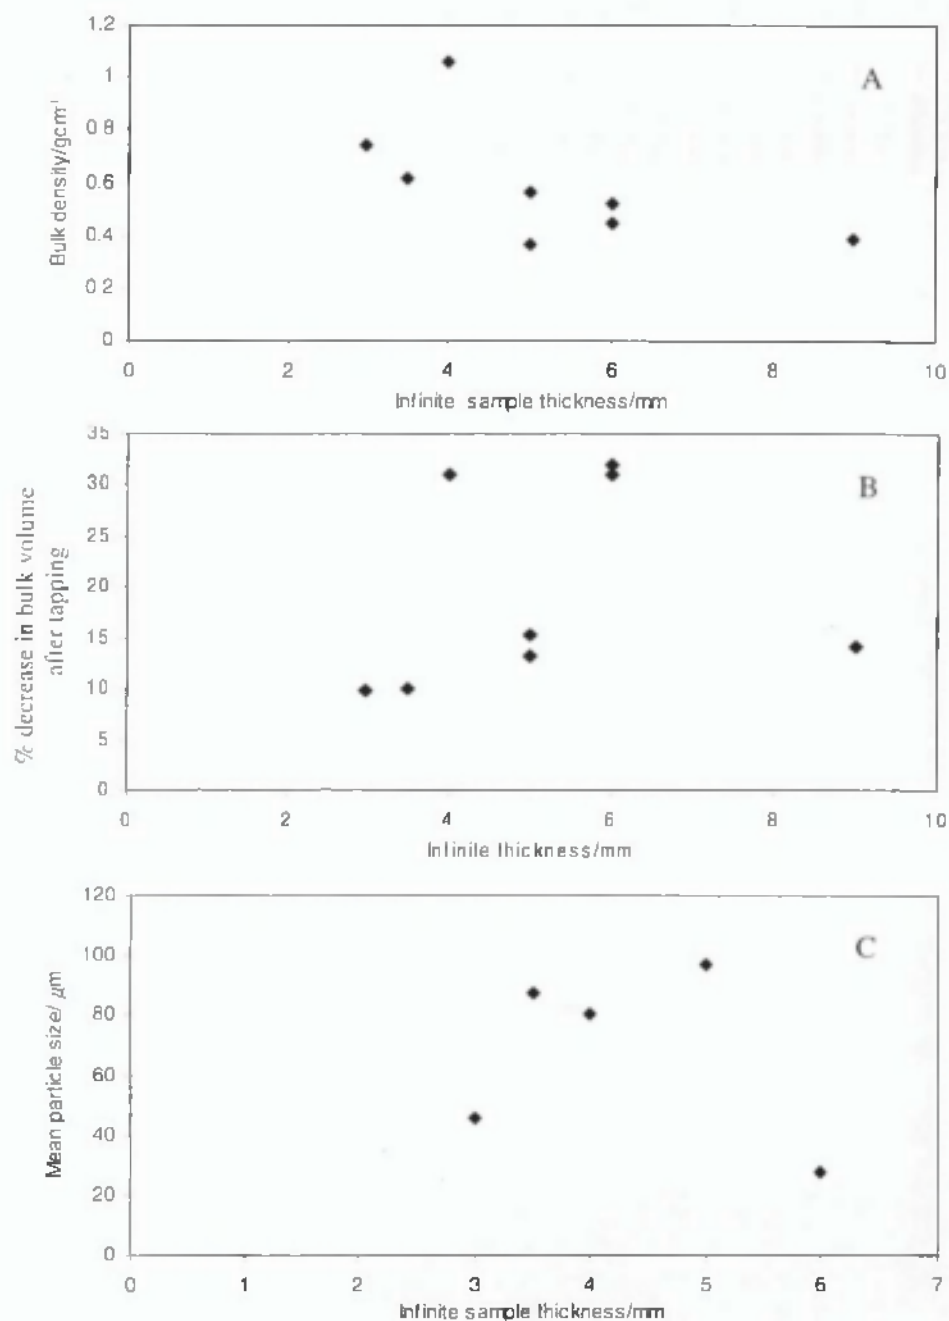 1.2
1
0.8
0.6
0.4
0.2
0
Bulk density/gcm⁻¹
A
0 2 4 6 8 10
Infinite sample thickness/mm
35
30
25
20
15
10
5
0
% decrease in bulk volume
after tapping
B
0 2 4 6 8 10
Infinite thickness/mm
120
100
80
60
40
20
0
Mean particle size/ μm
C
0 1 2 3 4 5 6 7
Infinite sample thickness/mm